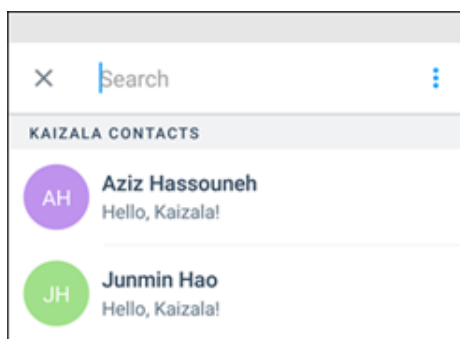 Search
KAIZALA CONTACTS
AH
Aziz Hassouneh
Hello, Kaizala!
JH
Junmin Hao
Hello, Kaizala!